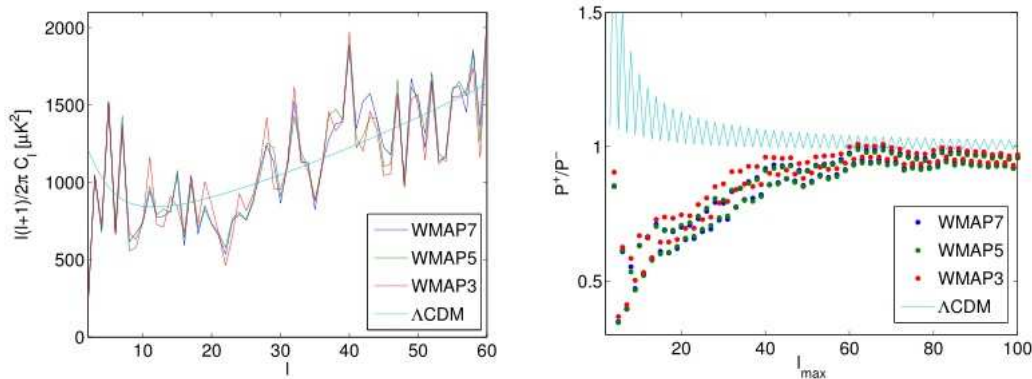 l(l+1)/2π C_l [μK²]
2000
1500
1000
500
0
10 20 30 40 50 60
l
WMAP7
WMAP5
WMAP3
ΛCDM
P⁺/P⁻
1.5
1
0.5
20 40 60 80 100
l_max
WMAP7
WMAP5
WMAP3
ΛCDM